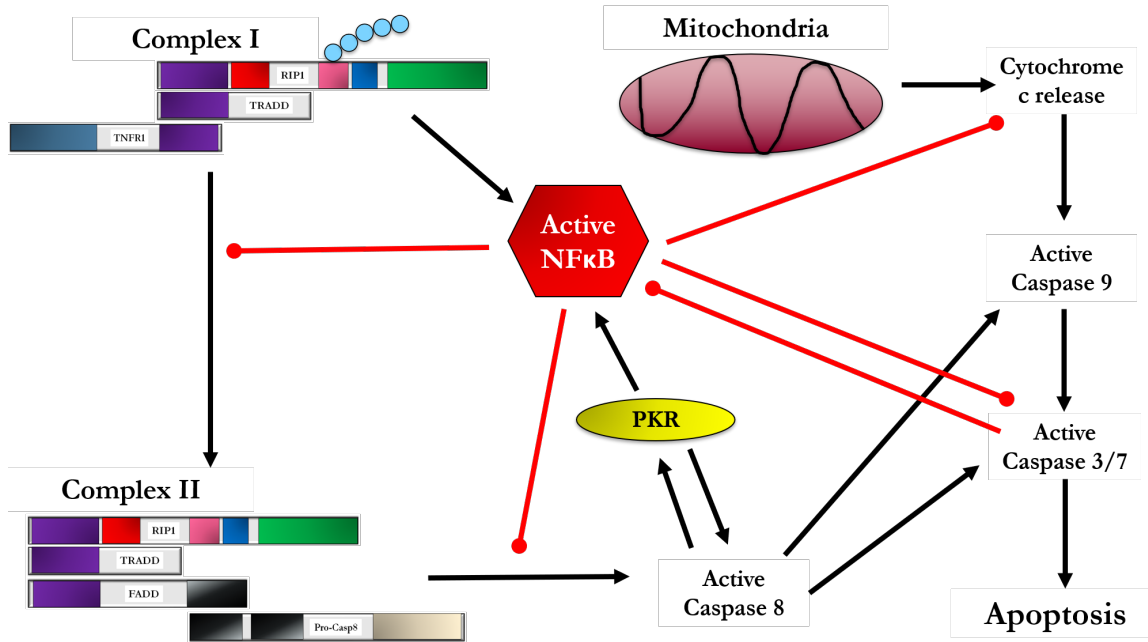 Complex I
RIP1
TRADD
TNFR1
Mitochondria
Cytochrome
c release
Active
NFκB
Active
Caspase 9
PKR
Active
Caspase 3/7
Complex II
RIP1
TRADD
FADD
Pro-Casp8
Active
Caspase 8
Apoptosis